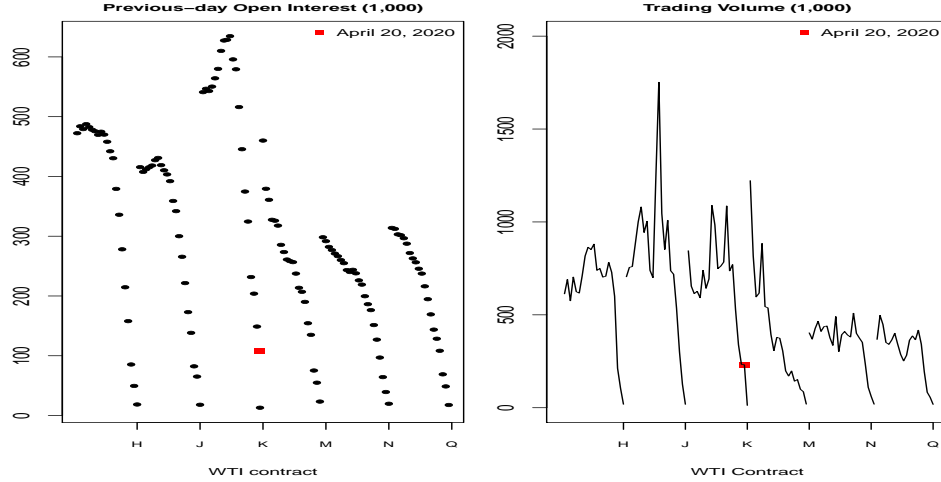 Previous−day Open Interest (1,000)
April 20, 2020
600
500
400
300
200
100
0
H J K M N Q
WTI contract
Trading Volume (1,000)
April 20, 2020
2000
1500
1000
500
0
H J K M N Q
WTI Contract